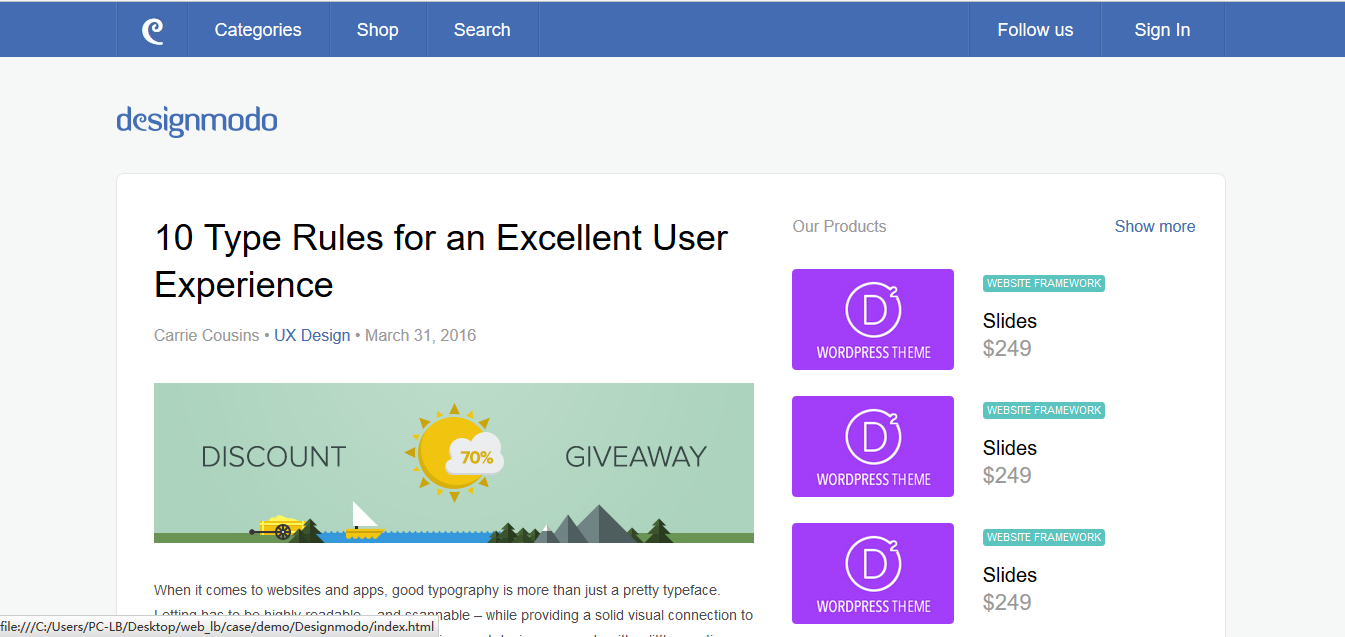 Categories
Shop
Search
Follow us
Sign In
designmodo
10 Type Rules for an Excellent User
Experience
Carrie Cousins • UX Design • March 31, 2016
DISCOUNT
70%
GIVEAWAY
When it comes to websites and apps, good typography is more than just a pretty typeface.
Letting has to be highly readable – and scannable – while providing a solid visual connection to
Our Products
Show more
D2
WORDPRESS THEME
WEBSITE FRAMEWORK
Slides
$249
D2
WORDPRESS THEME
WEBSITE FRAMEWORK
Slides
$249
D2
WORDPRESS THEME
WEBSITE FRAMEWORK
Slides
$249
file:///C:/Users/PC-LB/Desktop/web_lb/case/demo/Designmodo/index.html